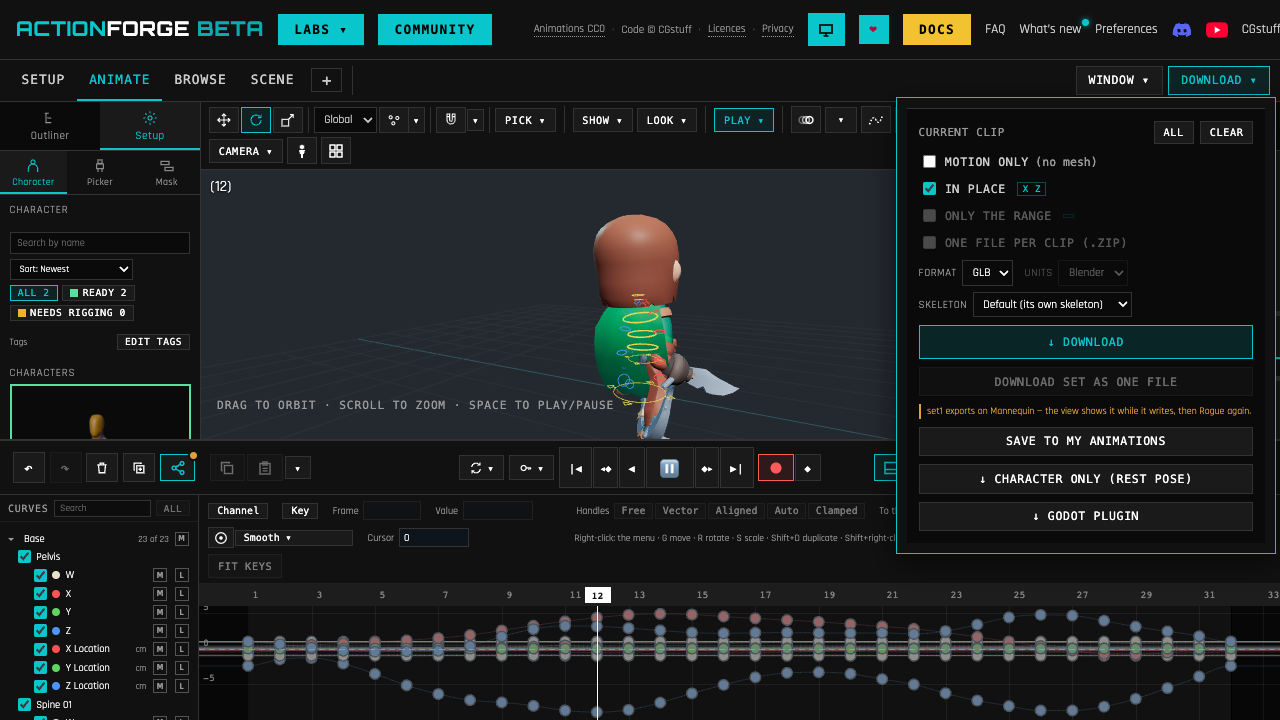 ACTIONFORGE BETA
LABS ▾
COMMUNITY
Animations CC0 · Code © CGstuff · Licences · Privacy
DOCS
FAQ
What's new
Preferences
SETUP
ANIMATE
BROWSE
SCENE
+
WINDOW ▾
DOWNLOAD ▾
Outliner
Setup
Global
PICK ▾
SHOW ▾
LOOK ▾
PLAY ▾
CAMERA ▾
Character
Picker
Mask
CHARACTER
Search by name
Sort: Newest
ALL 2
READY 2
NEEDS RIGGING 0
Tags
EDIT TAGS
CHARACTERS
(12)
DRAG TO ORBIT · SCROLL TO ZOOM · SPACE TO PLAY/PAUSE
CURRENT CLIP
ALL
CLEAR
MOTION ONLY (no mesh)
IN PLACE
X Z
ONLY THE RANGE
ONE FILE PER CLIP (.ZIP)
FORMAT
GLB
UNITS
Blender
SKELETON
Default (its own skeleton)
↓ DOWNLOAD
DOWNLOAD SET AS ONE FILE
set1 exports on Mannequin — the view shows it while it writes, then Rogue again.
SAVE TO MY ANIMATIONS
↓ CHARACTER ONLY (REST POSE)
↓ GODOT PLUGIN
CURVES
Search
ALL
Base
23 of 23
M
Pelvis
W
M
L
X
M
L
Y
M
L
Z
M
L
X Location
cm
M
L
Y Location
cm
M
L
Z Location
cm
M
L
Spine 01
Channel
Key
Frame
Value
Handles
Free
Vector
Aligned
Auto
Clamped
Smooth ▾
Cursor
0
Right-click: the menu · G move · R rotate · S scale · Shift+D duplicate ·
FIT KEYS
1 3 5 7 9 11 12 13 15 17 19 21 23 25 27 29 31 33
5
0
-5